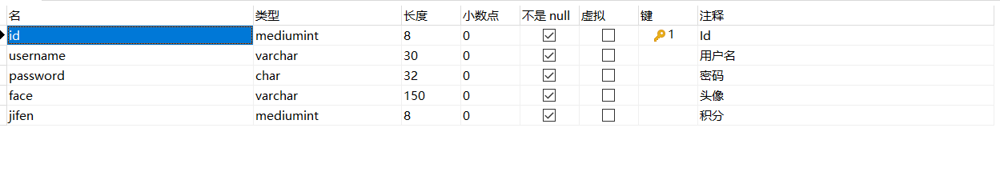 名 类型 长度 小数点 不是 null 虚拟 键 注释
id mediumint 8 0 1 Id
username varchar 30 0 用户名
password char 32 0 密码
face varchar 150 0 头像
jifen mediumint 8 0 积分